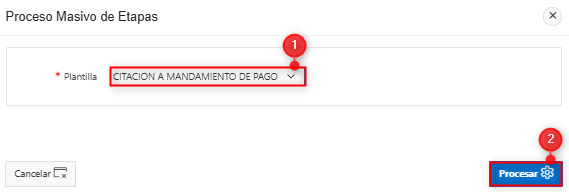 Proceso Masivo de Etapas
1
* Plantilla CITACION A MANDAMIENTO DE PAGO
2
Cancelar Procesar